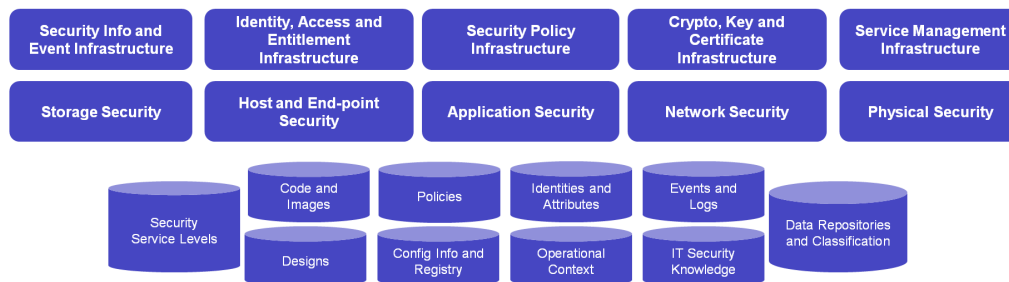 Security Info and
Event Infrastructure
Identity, Access and
Entitlement
Infrastructure
Security Policy
Infrastructure
Crypto, Key and
Certificate
Infrastructure
Service Management
Infrastructure
Storage Security
Host and End-point
Security
Application Security
Network Security
Physical Security
Security
Service Levels
Code and
Images
Policies
Identities and
Attributes
Events and
Logs
Data Repositories
and Classification
Designs
Config Info and
Registry
Operational
Context
IT Security
Knowledge